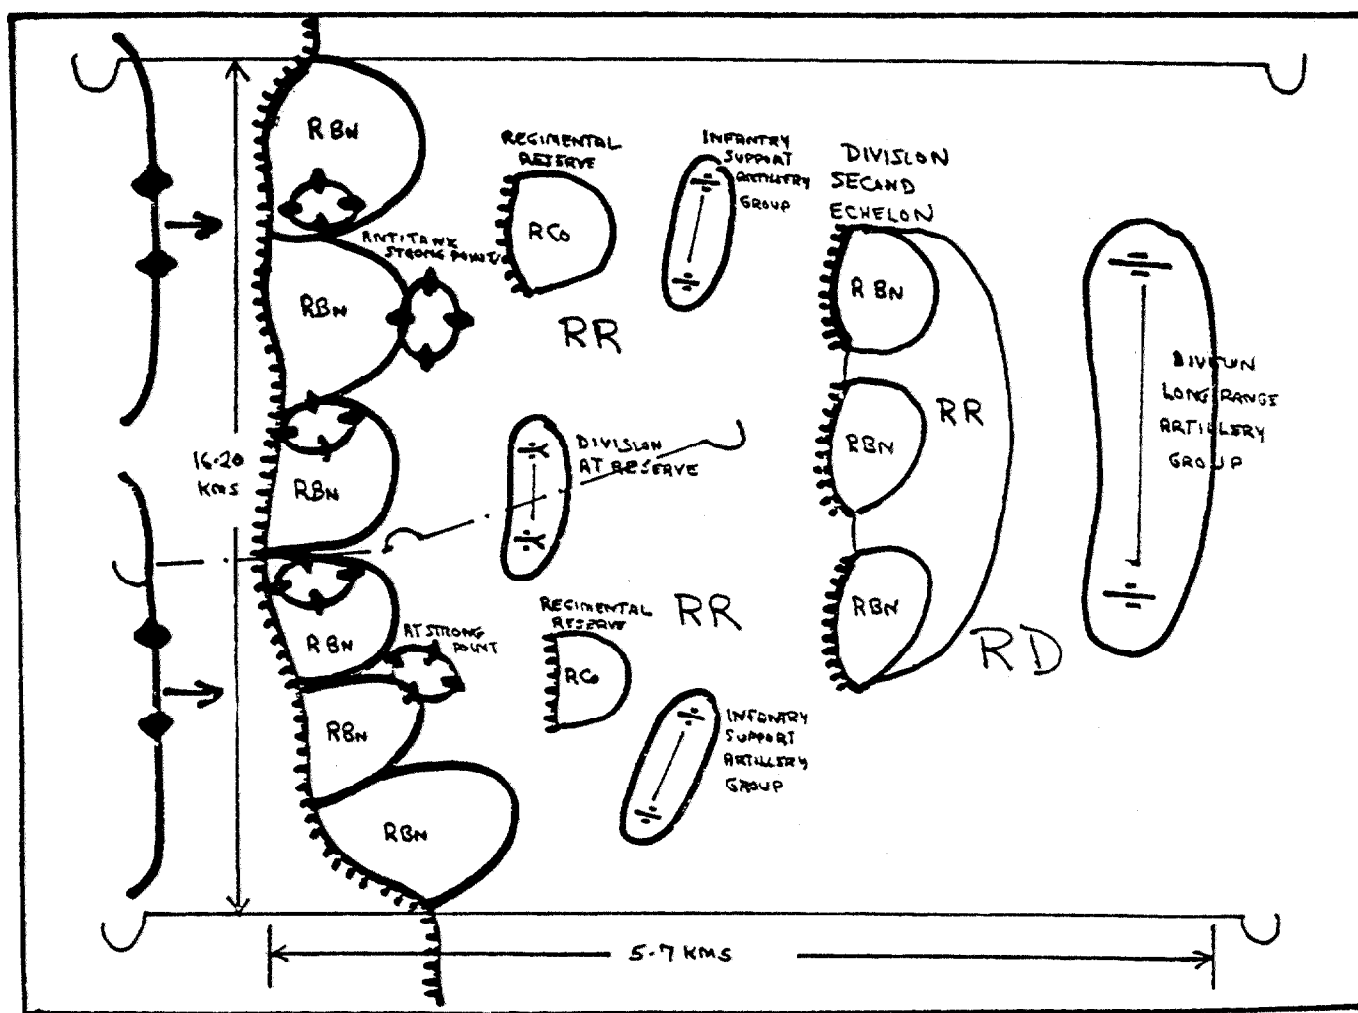 RBN
REGIMENTAL
RESERVE
RCo
INFANTRY
SUPPORT
ARTILLERY
GROUP
DIVISION
SECOND
ECHELON
ANTITANK
STRONG POINT
RBN
RR
RBN
DIVISION
LONG RANGE
ARTILLERY
GROUP
16-20
KMS
RBN
DIVISION
AT RESERVE
RBN
RR
RBN
AT STRONG
POINT
REGIMENTAL
RESERVE
RCo
RR
RBN
RD
RBN
INFANTRY
SUPPORT
ARTILLERY
GROUP
RBN
5-7 KMS